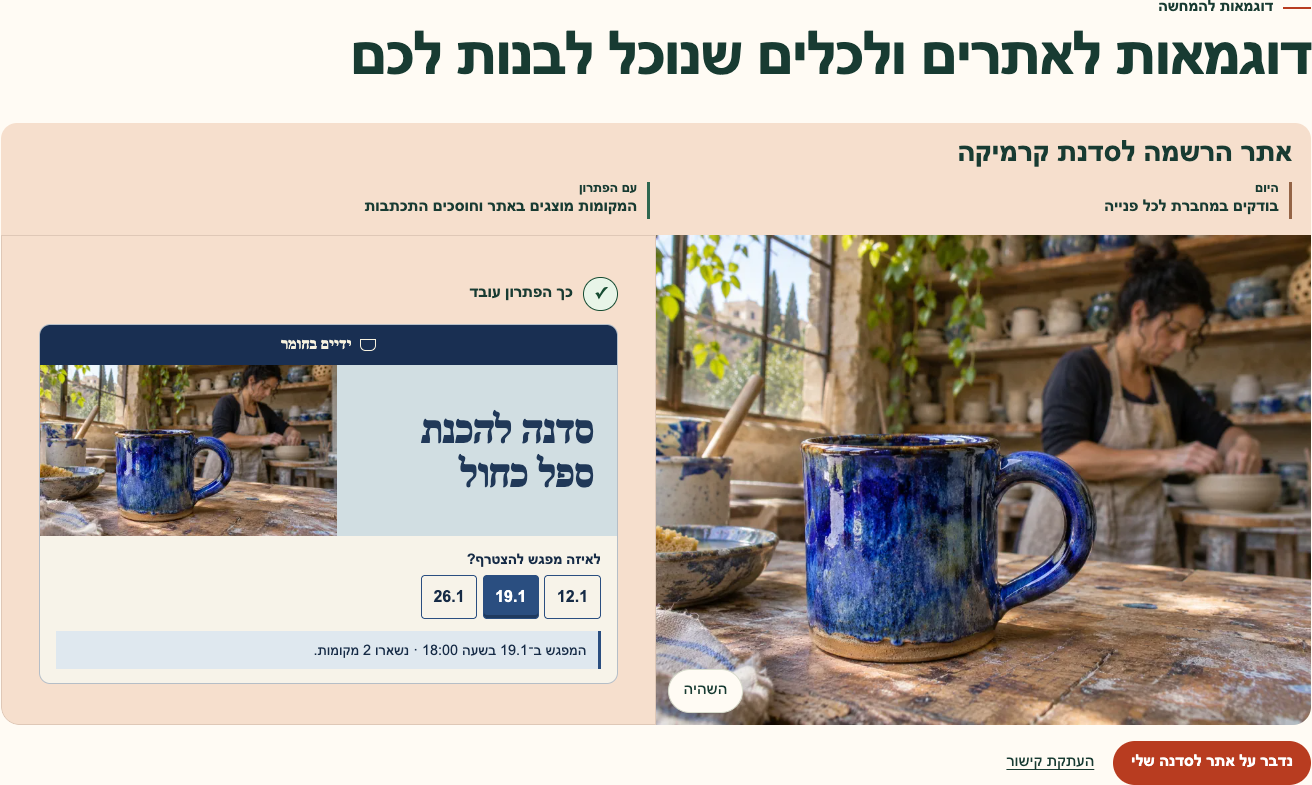 דוגמאות להמחשה
דוגמאות לאתרים ולכלים שנוכל לבנות לכם
אתר הרשמה לסדנת קרמיקה
היום
בודקים במחברת לכל פנייה
עם הפתרון
המקומות מוצגים באתר וחוסכים התכתבות
השהיה
✓ כך הפתרון עובד
ידיים בחומר
סדנה להכנת
ספל כחול
לאיזה מפגש להצטרף?
12.1 19.1 26.1
המפגש ב־19.1 בשעה 18:00 · נשארו 2 מקומות.
נדבר על אתר לסדנה שלי
העתקת קישור